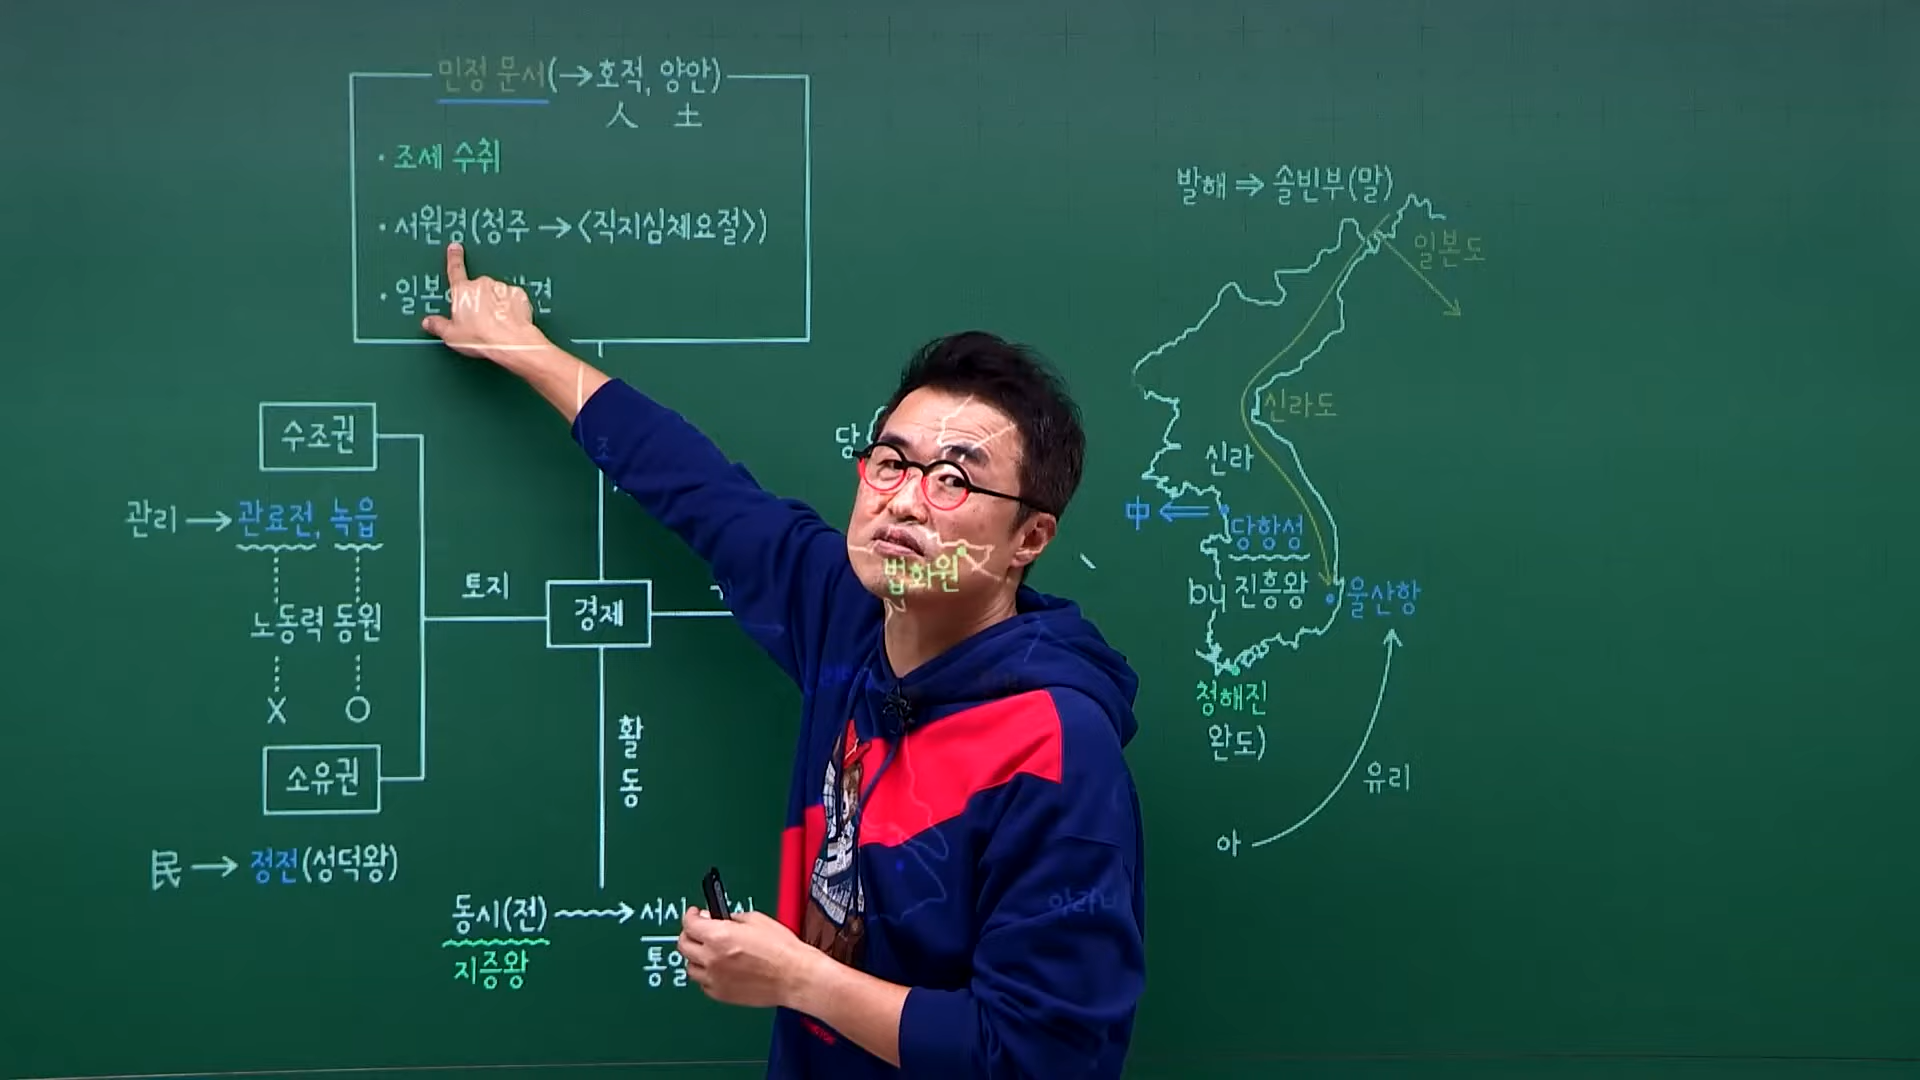 민정 문서(→호적, 양안)
人 土
· 조세 수취
· 서원경(청주 →〈직지심체요절〉)
· 일본에서 발견
수조권
관리 → 관료전, 녹읍
노동력 동원
X O
소유권
民 → 정전(성덕왕)
토지
경제
활동
동시(전) → 서시
지증왕
당
법화원
발해 ⇒ 솔빈부(말)
일본도
신라도
신라
中 ⇐
당항성
by 진흥왕
울산항
청해진
완도)
유리
아